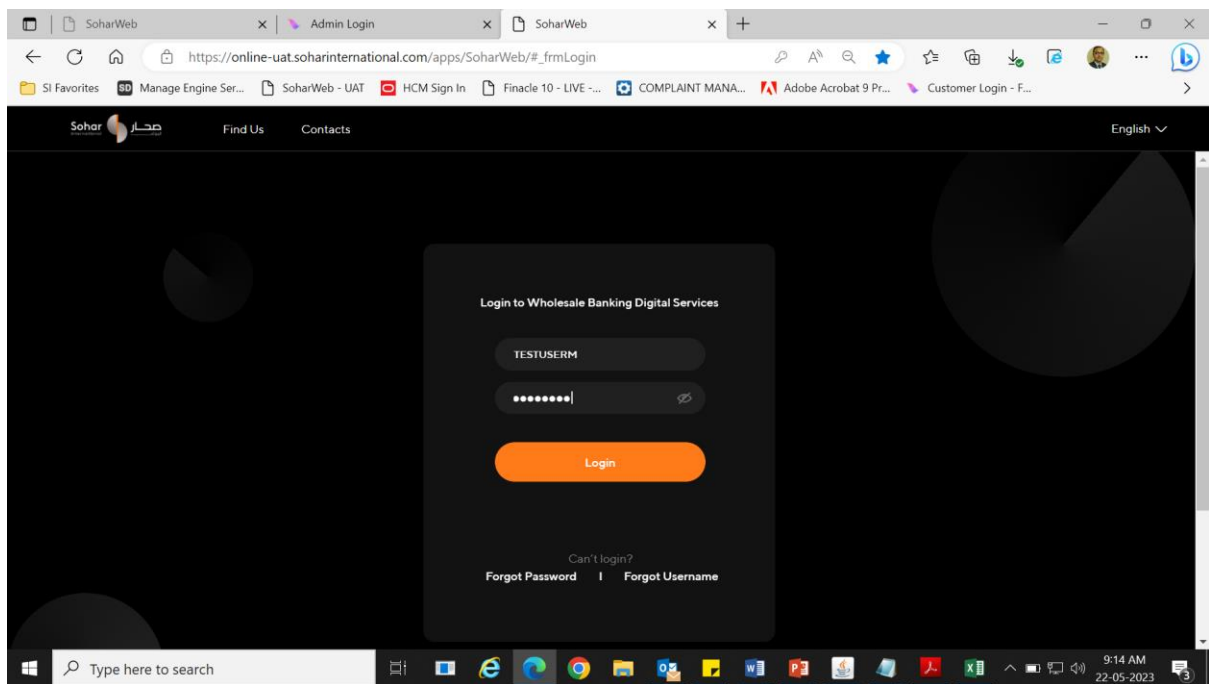 SoharWeb
Admin Login
SoharWeb
https://online-uat.soharinternational.com/apps/SoharWeb/#_frmLogin
SI Favorites SD Manage Engine Ser... SoharWeb - UAT HCM Sign In Finacle 10 - LIVE -... COMPLAINT MANA... Adobe Acrobat 9 Pr... Customer Login - F...
Sohar صحار Find Us Contacts English
Login to Wholesale Banking Digital Services
TESTUSERM
Login
Can't login?
Forgot Password | Forgot Username
Type here to search
9:14 AM
22-05-2023
3